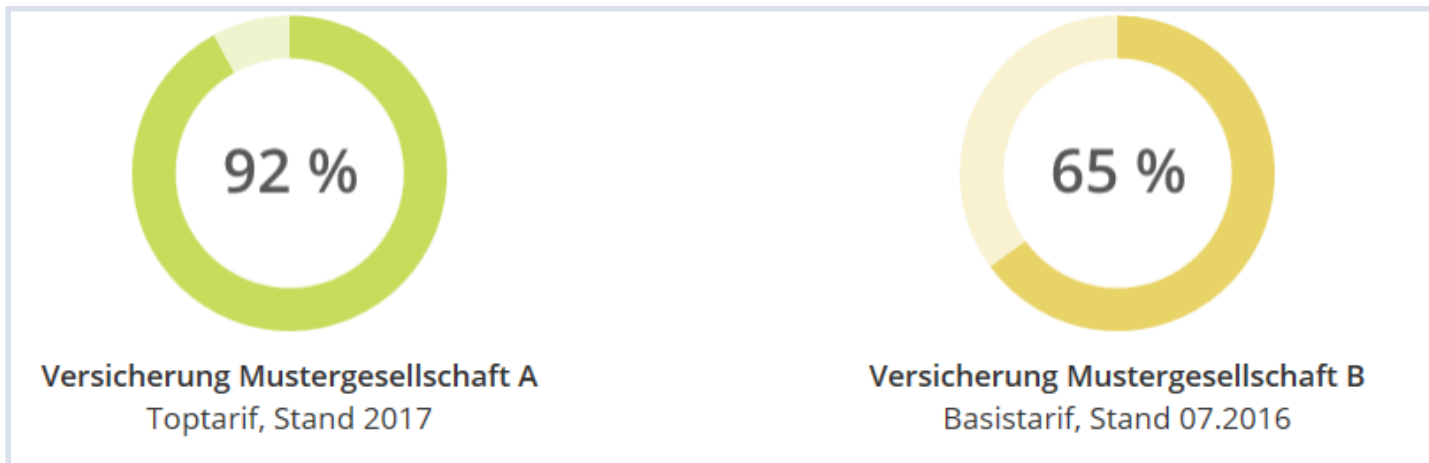 92 %
65 %
Versicherung Mustergesellschaft A
Toptarif, Stand 2017
Versicherung Mustergesellschaft B
Basistarif, Stand 07.2016